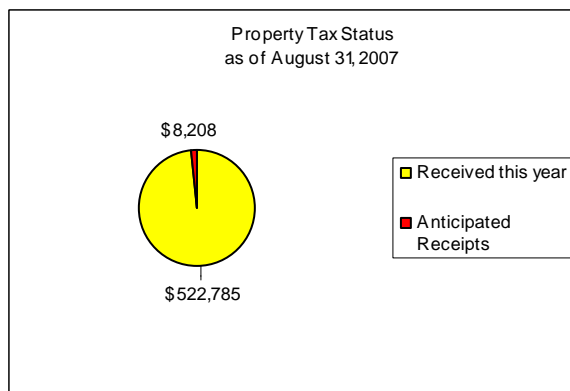 Property Tax Status
as of August 31, 2007
$8,208
Received this year
Anticipated
Receipts
$522,785